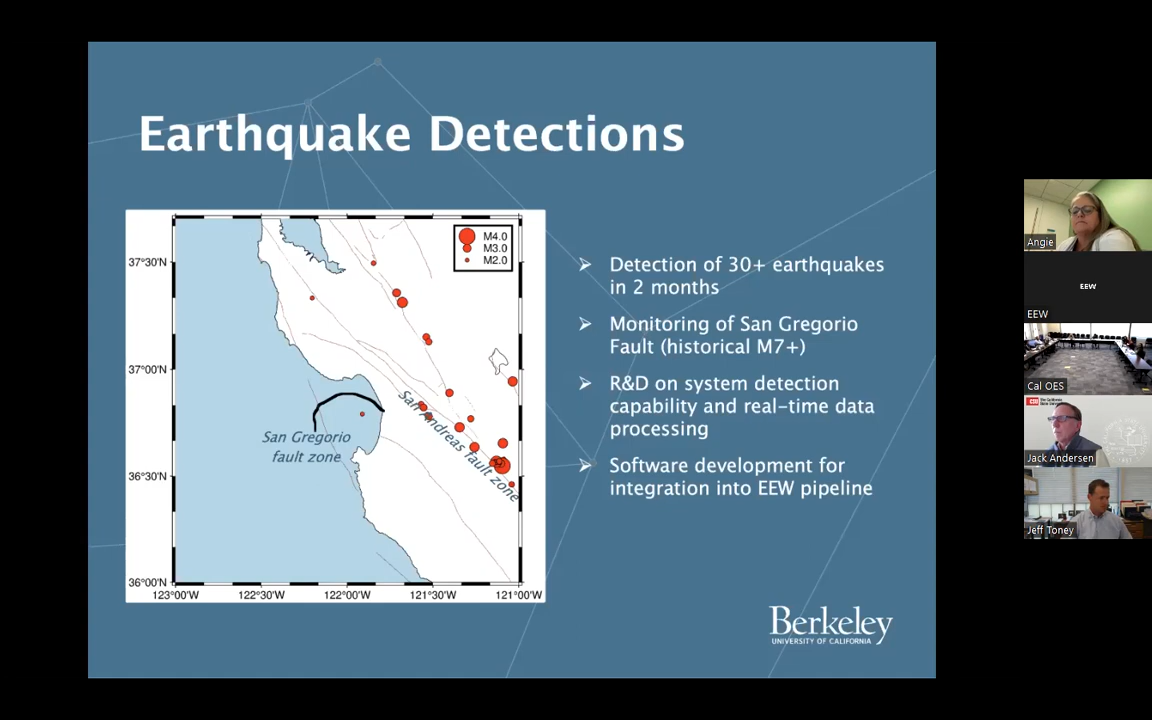 Earthquake Detections
M4.0
M3.0
M2.0
37°30'N
37°00'N
36°30'N
36°00'N
123°00'W
122°30'W
122°00'W
121°30'W
121°00'W
San Gregorio
fault zone
San Andreas fault zone
➢ Detection of 30+ earthquakes
in 2 months
➢ Monitoring of San Gregorio
Fault (historical M7+)
➢ R&D on system detection
capability and real-time data
processing
➢ Software development for
integration into EEW pipeline
Berkeley
UNIVERSITY OF CALIFORNIA
Angie
EEW
EEW
Cal OES
Jack Andersen
Jeff Toney